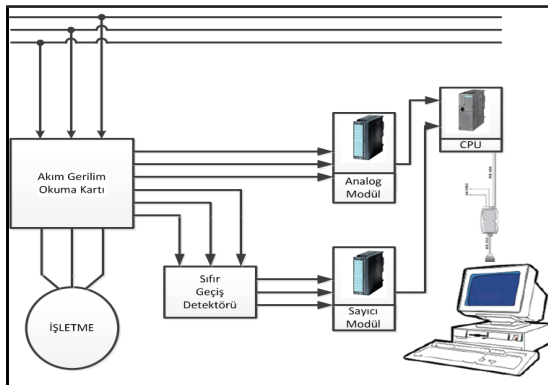 Akım Gerilim
Okuma Kartı
İŞLETME
Sıfır
Geçiş
Detektörü
Analog
Modül
Sayıcı
Modül
CPU